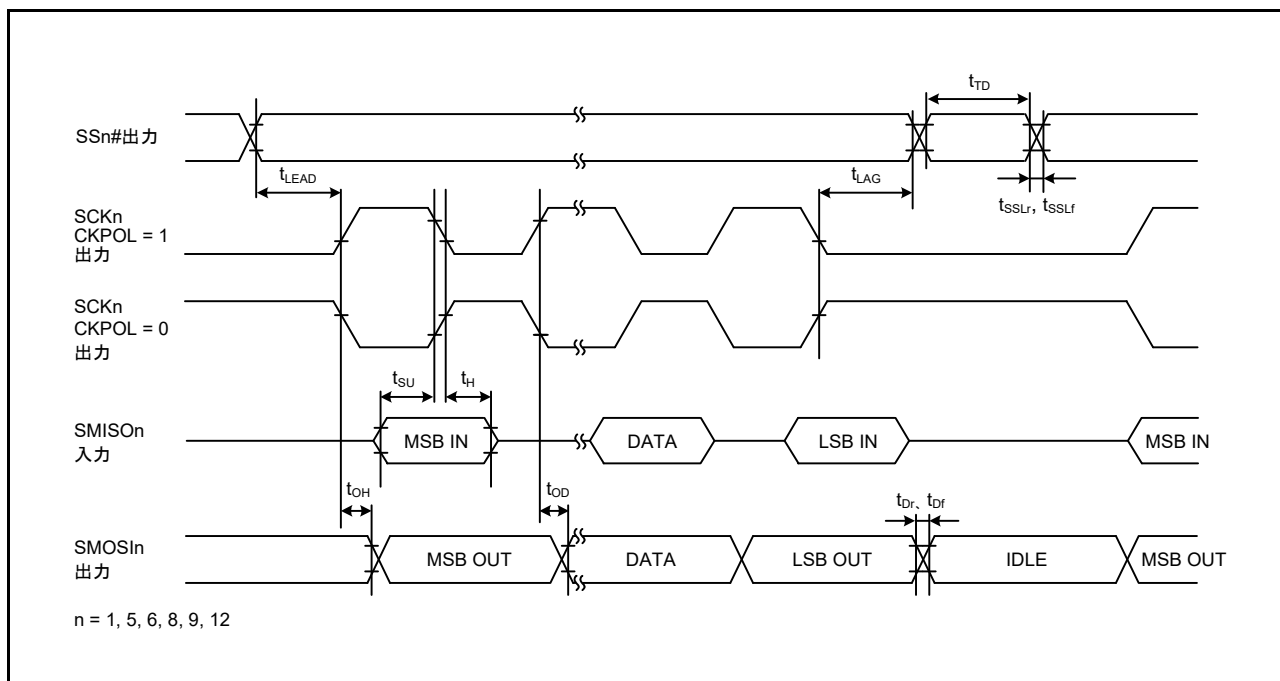 tTD
SSn#出力
tLEAD
tLAG
tSSLr, tSSLf
SCKn
CKPOL = 1
出力
SCKn
CKPOL = 0
出力
tSU
tH
SMISOn
入力
MSB IN
DATA
LSB IN
MSB IN
tOH
tOD
tDr、tDf
SMOSIn
出力
MSB OUT
DATA
LSB OUT
IDLE
MSB OUT
n = 1, 5, 6, 8, 9, 12